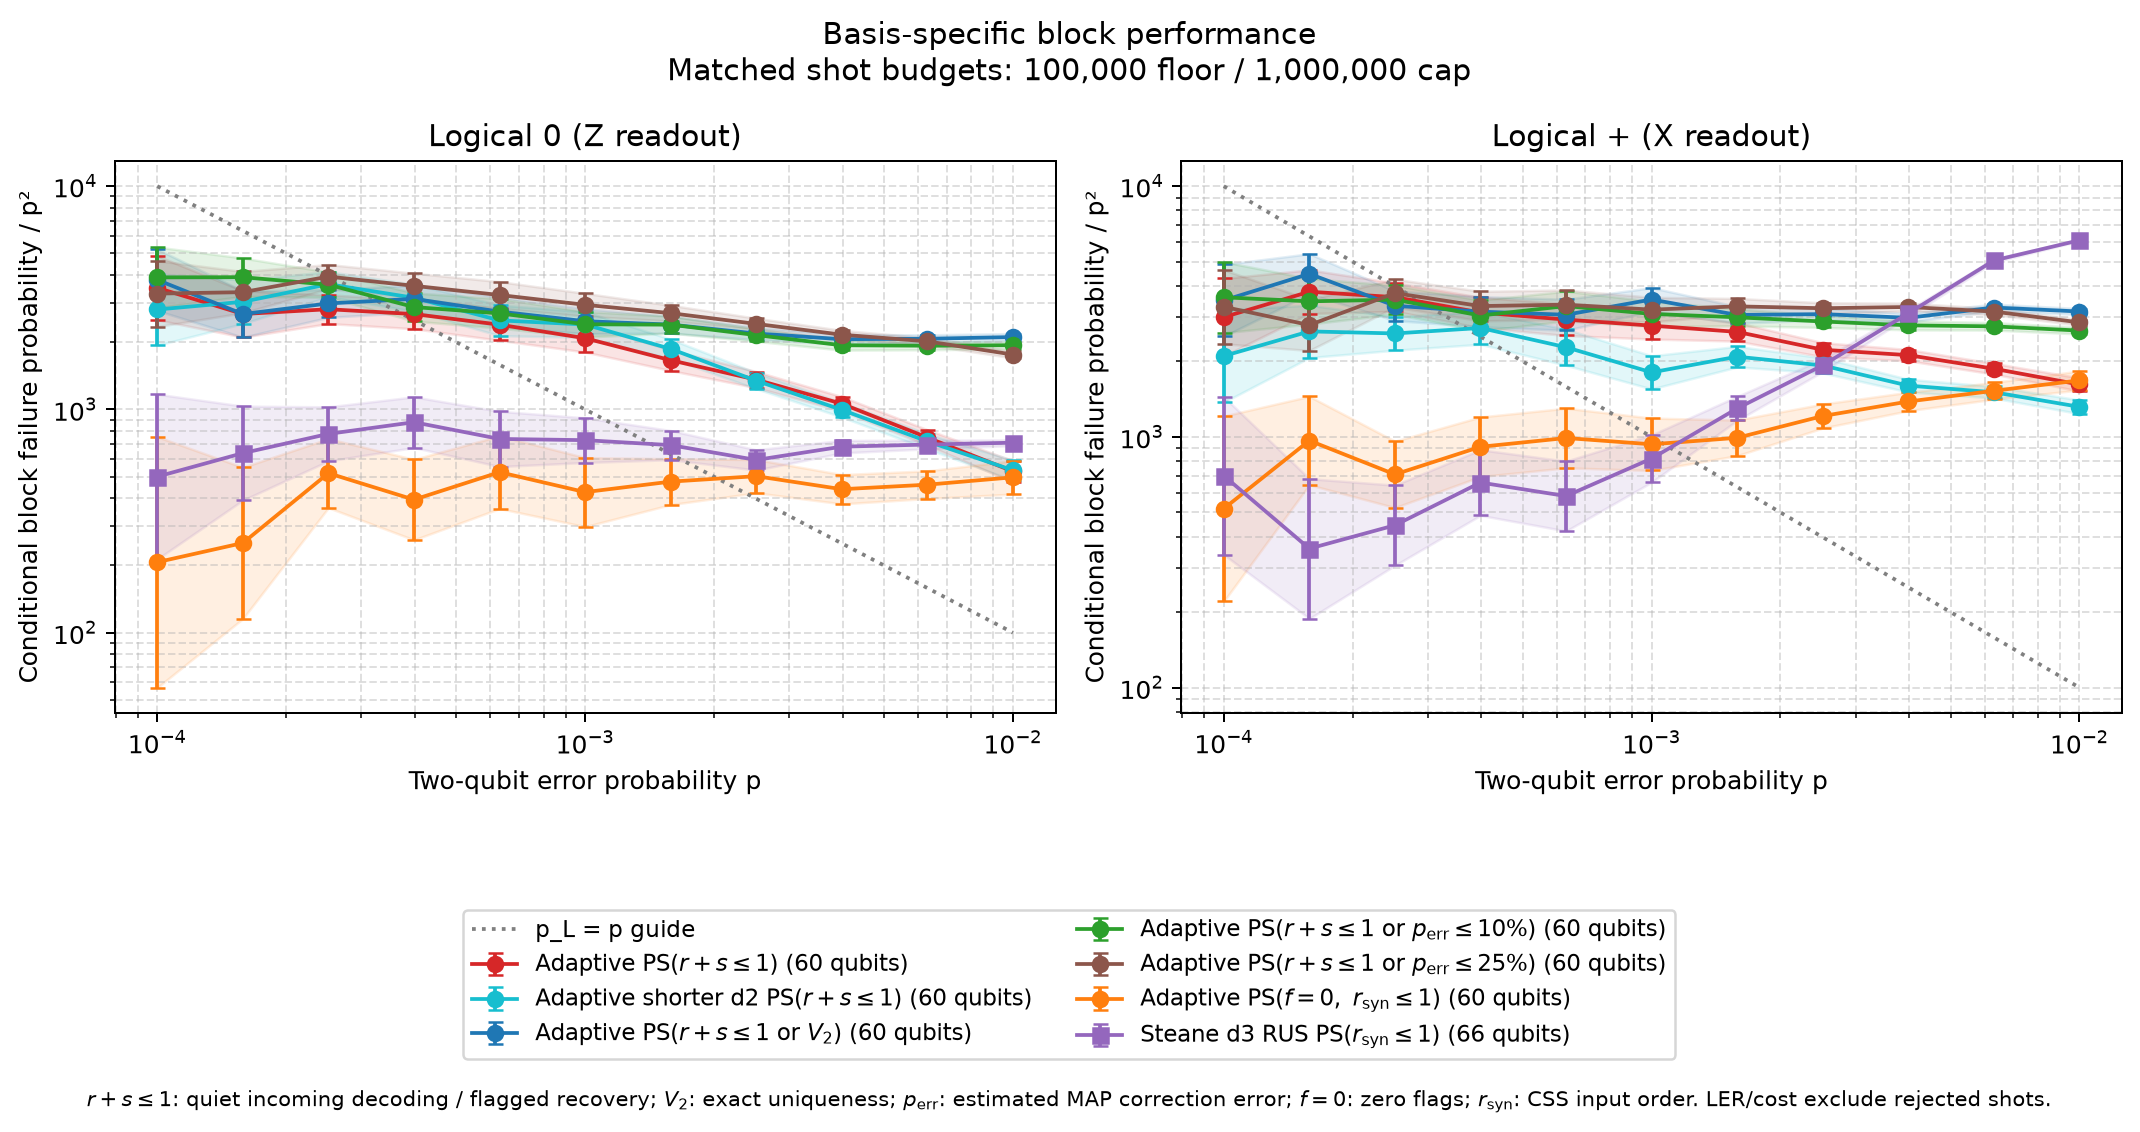 Basis-specific block performance
Matched shot budgets: 100,000 floor / 1,000,000 cap
Logical 0 (Z readout)
Conditional block failure probability / p²
10⁴
10³
10²
10⁻⁴
10⁻³
10⁻²
Two-qubit error probability p
Logical + (X readout)
Conditional block failure probability / p²
10⁴
10³
10²
10⁻⁴
10⁻³
10⁻²
Two-qubit error probability p
p_L = p guide
Adaptive PS(r + s ≤ 1) (60 qubits)
Adaptive shorter d2 PS(r + s ≤ 1) (60 qubits)
Adaptive PS(r + s ≤ 1 or V₂) (60 qubits)
Adaptive PS(r + s ≤ 1 or p_err ≤ 10%) (60 qubits)
Adaptive PS(r + s ≤ 1 or p_err ≤ 25%) (60 qubits)
Adaptive PS(f = 0, r_syn ≤ 1) (60 qubits)
Steane d3 RUS PS(r_syn ≤ 1) (66 qubits)
r + s ≤ 1: quiet incoming decoding / flagged recovery; V₂: exact uniqueness; p_err: estimated MAP correction error; f = 0: zero flags; r_syn: CSS input order. LER/cost exclude rejected shots.